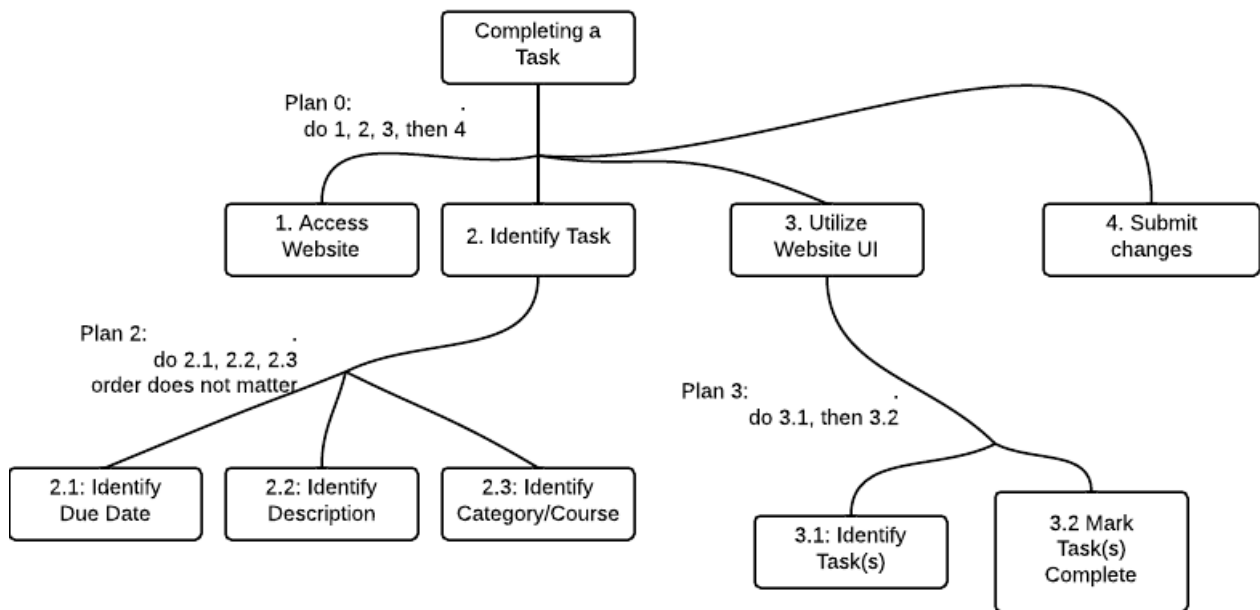 Completing a
Task
Plan 0: .
do 1, 2, 3, then 4
1. Access
Website
2. Identify Task
3. Utilize
Website UI
4. Submit
changes
Plan 2: .
do 2.1, 2.2, 2.3
order does not matter
Plan 3: .
do 3.1, then 3.2
2.1: Identify
Due Date
2.2: Identify
Description
2.3: Identify
Category/Course
3.1: Identify
Task(s)
3.2 Mark
Task(s)
Complete